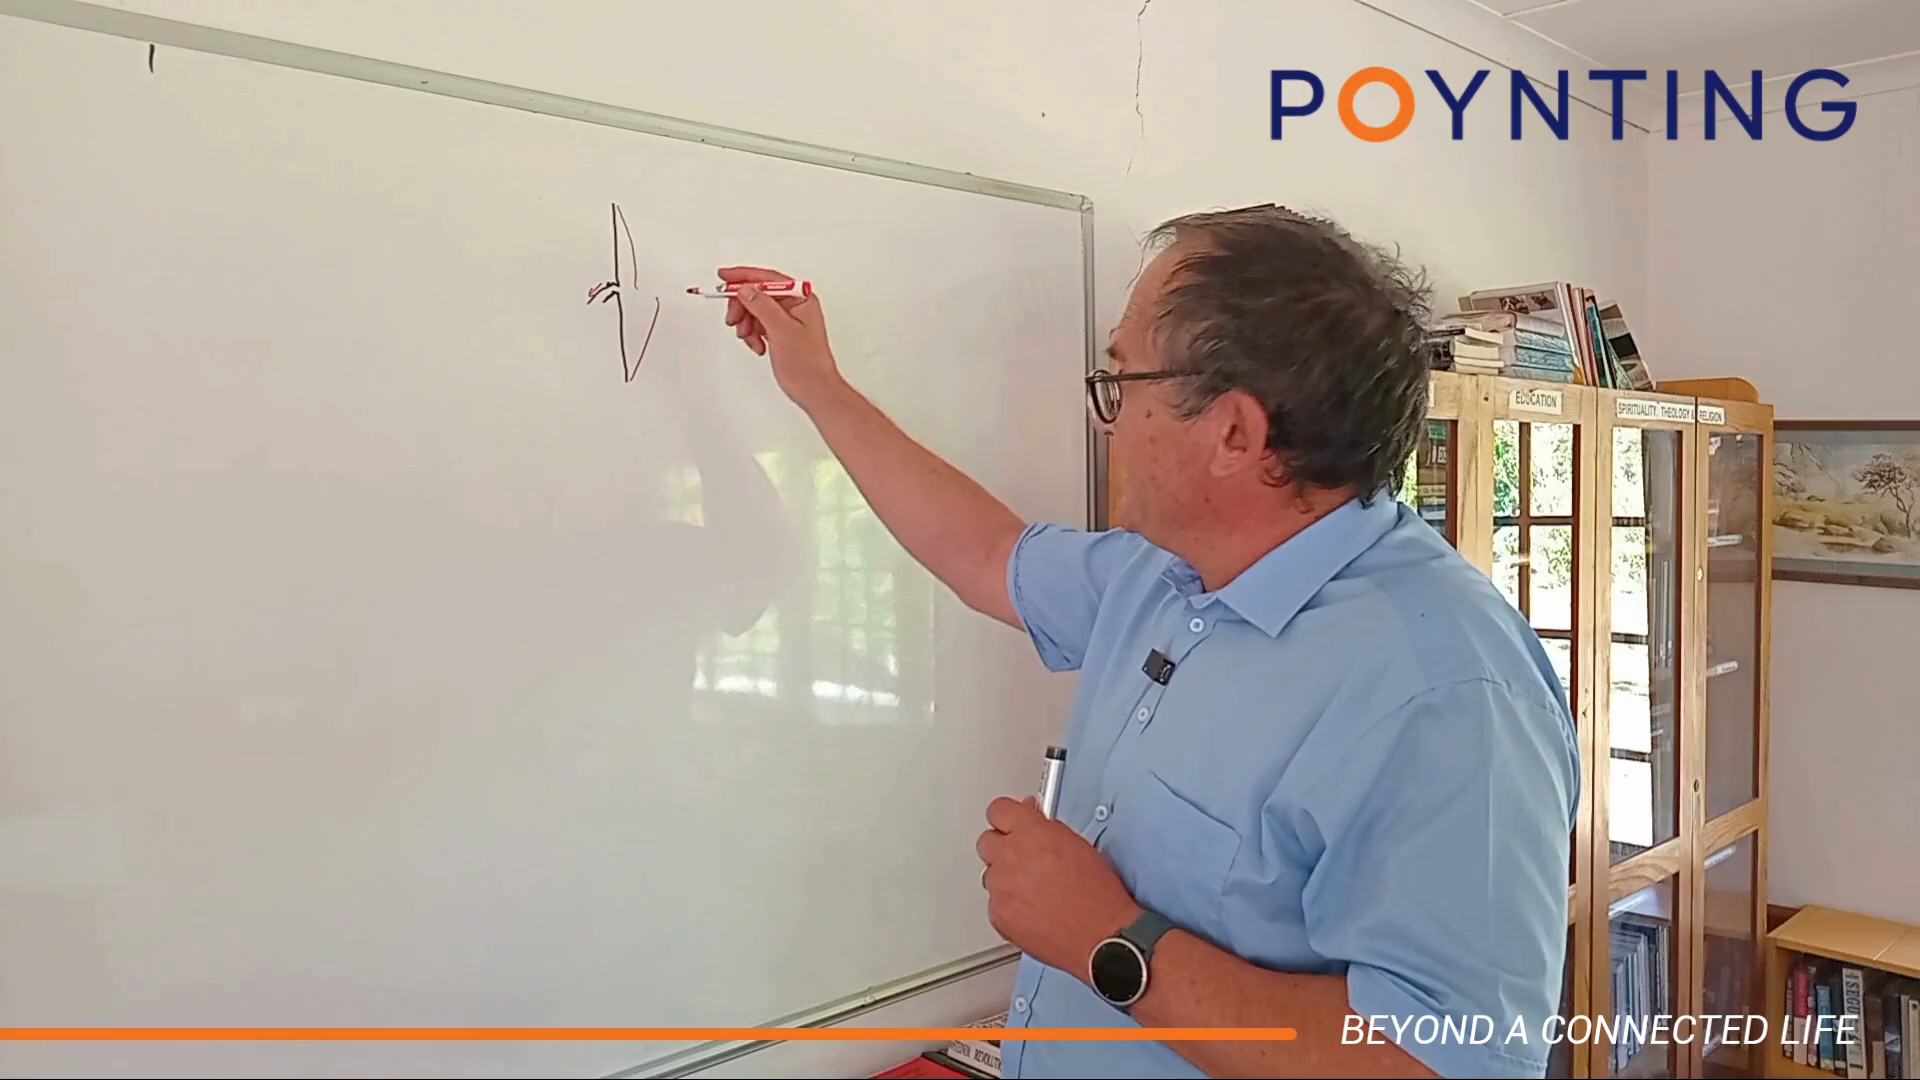 POYNTING
EDUCATION
SPIRITUALITY, THEOLOGY & RELIGION
BEYOND A CONNECTED LIFE